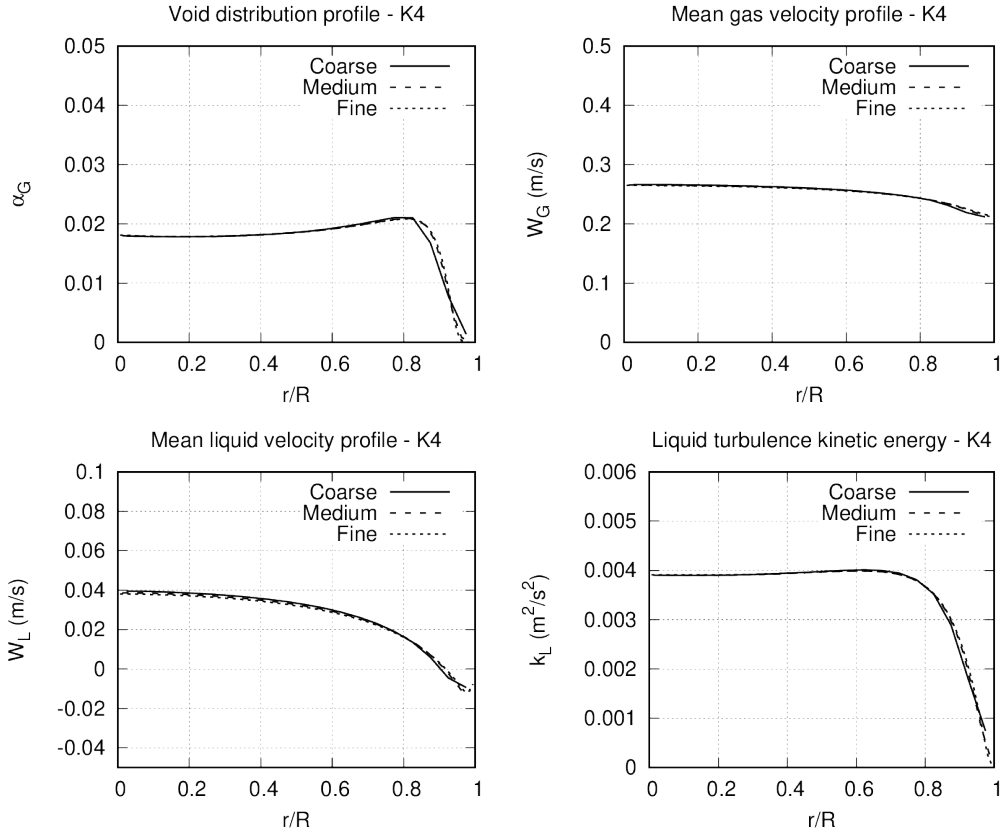 Void distribution profile - K4
0.05
0.04
0.03
0.02
0.01
0
α_G
Coarse
Medium
Fine
0 0.2 0.4 0.6 0.8 1
r/R
Mean gas velocity profile - K4
0.5
0.4
0.3
0.2
0.1
0
W_G (m/s)
Coarse
Medium
Fine
0 0.2 0.4 0.6 0.8 1
r/R
Mean liquid velocity profile - K4
0.1
0.08
0.06
0.04
0.02
0
-0.02
-0.04
W_L (m/s)
Coarse
Medium
Fine
0 0.2 0.4 0.6 0.8 1
r/R
Liquid turbulence kinetic energy - K4
0.006
0.005
0.004
0.003
0.002
0.001
0
k_L (m²/s²)
Coarse
Medium
Fine
0 0.2 0.4 0.6 0.8 1
r/R